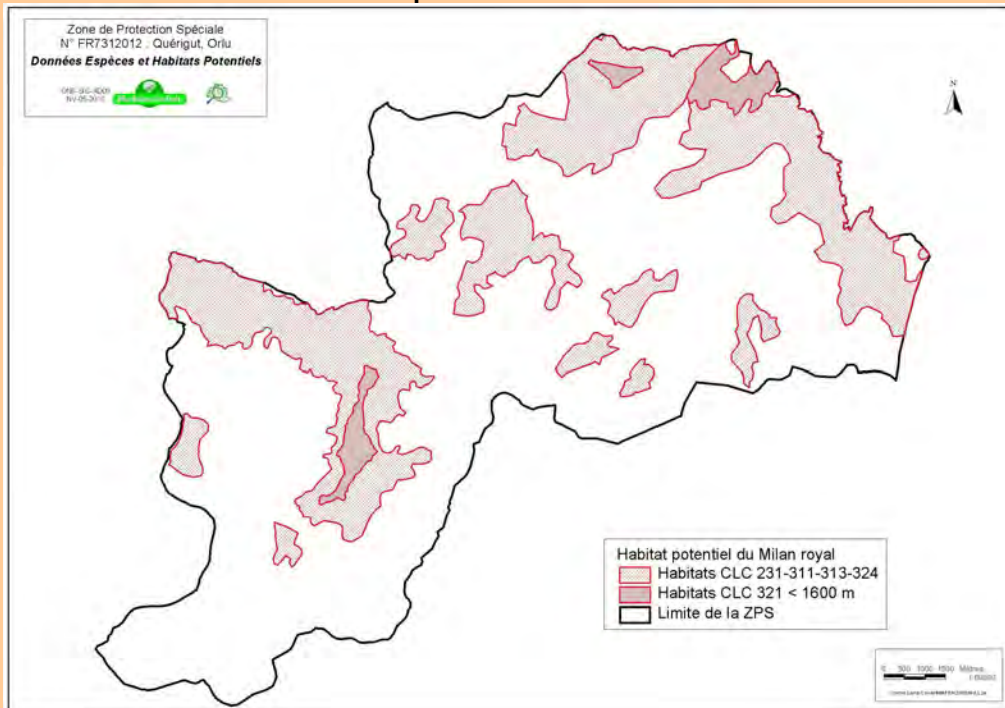 Zone de Protection Spéciale
N° FR7312012 : Quérigut, Orlu
Données Espèces et Habitats Potentiels
N
Habitat potentiel du Milan royal
Habitats CLC 231-311-313-324
Habitats CLC 321 < 1600 m
Limite de la ZPS
0 500 1000 1500 Mètres